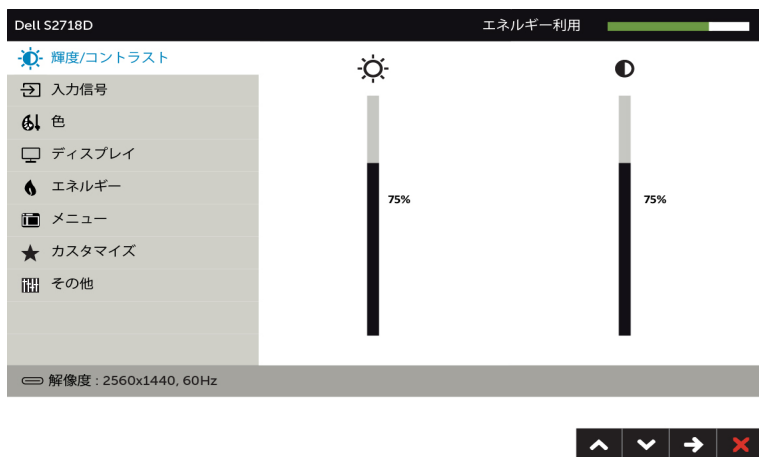 Dell S2718D
エネルギー利用
輝度/コントラスト
入力信号
色
ディスプレイ
エネルギー
メニュー
カスタマイズ
その他
75%
75%
解像度 : 2560x1440, 60Hz